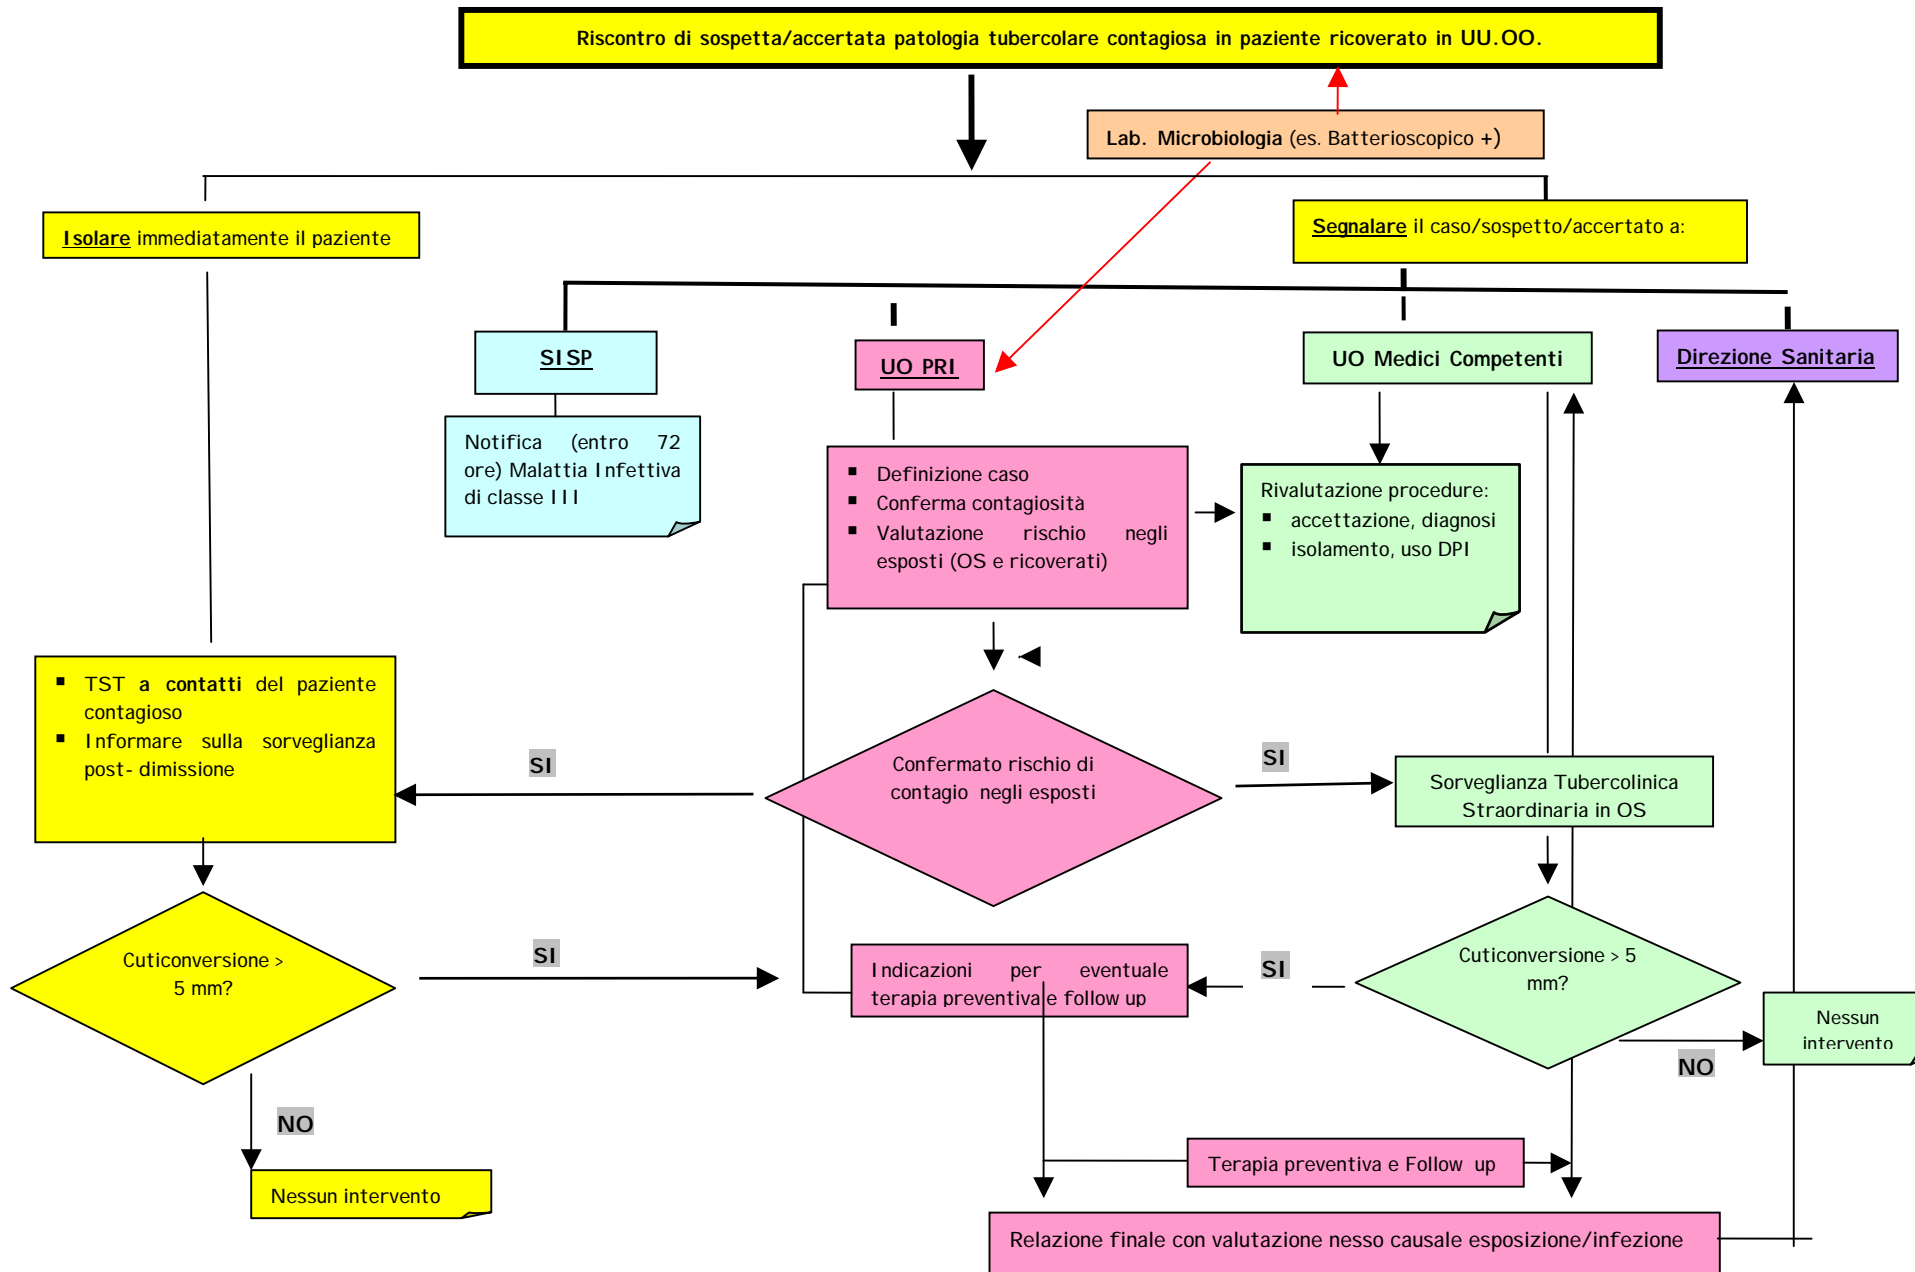 Riscontro di sospetta/accertata patologia tubercolare contagiosa in paziente ricoverato in UU.OO.
Lab. Microbiologia (es. Batterioscopico +)
Isolare immediatamente il paziente
Segnalare il caso/sospetto/accertato a:
SISP
UO PRI
UO Medici Competenti
Direzione Sanitaria
Notifica (entro 72
ore) Malattia Infettiva
di classe III
▪ Definizione caso
▪ Conferma contagiosità
▪ Valutazione rischio negli
esposti (OS e ricoverati)
Rivalutazione procedure:
▪ accettazione, diagnosi
▪ isolamento, uso DPI
▪ TST a contatti del paziente
contagioso
▪ Informare sulla sorveglianza
post- dimissione
SI
Confermato rischio di
contagio negli esposti
SI
Sorveglianza Tubercolinica
Straordinaria in OS
Cuticonversione >
5 mm?
SI
Indicazioni per eventuale
terapia preventiva e follow up
SI
Cuticonversione > 5
mm?
Nessun
intervento
NO
NO
Nessun intervento
Terapia preventiva e Follow up
Relazione finale con valutazione nesso causale esposizione/infezione